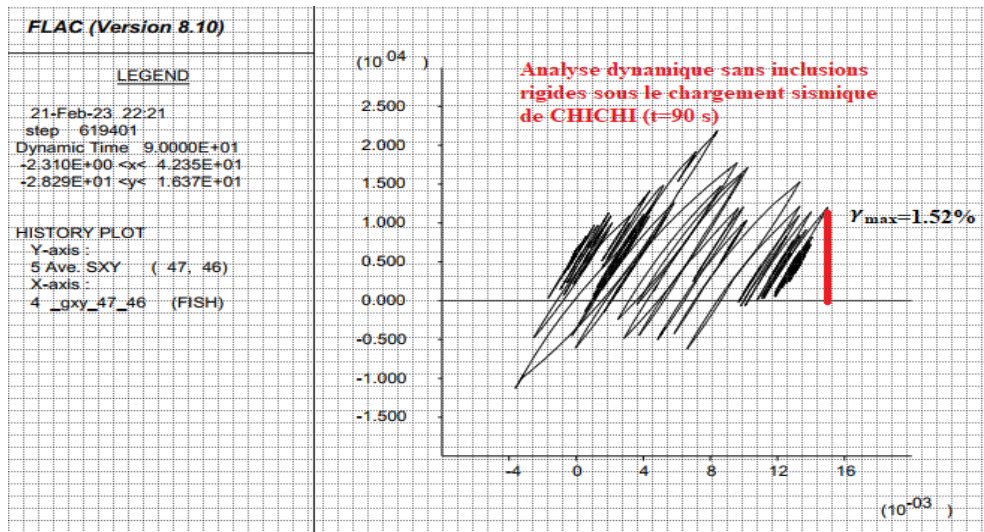 FLAC (Version 8.10)
LEGEND
21-Feb-23 22:21
step 619401
Dynamic Time 9.0000E+01
-2.310E+00 <x< 4.235E+01
-2.829E+01 <y< 1.637E+01
HISTORY PLOT
Y-axis :
5 Ave. SXY ( 47, 46)
X-axis :
4 _gxy_47_46 (FISH)
(10 04 )
Analyse dynamique sans inclusions
rigides sous le chargement sismique
de CHICHI (t=90 s)
2.500
2.000
1.500
1.000
0.500
0.000
-0.500
-1.000
-1.500
γmax=1.52%
-4 0 4 8 12 16
(10-03 )